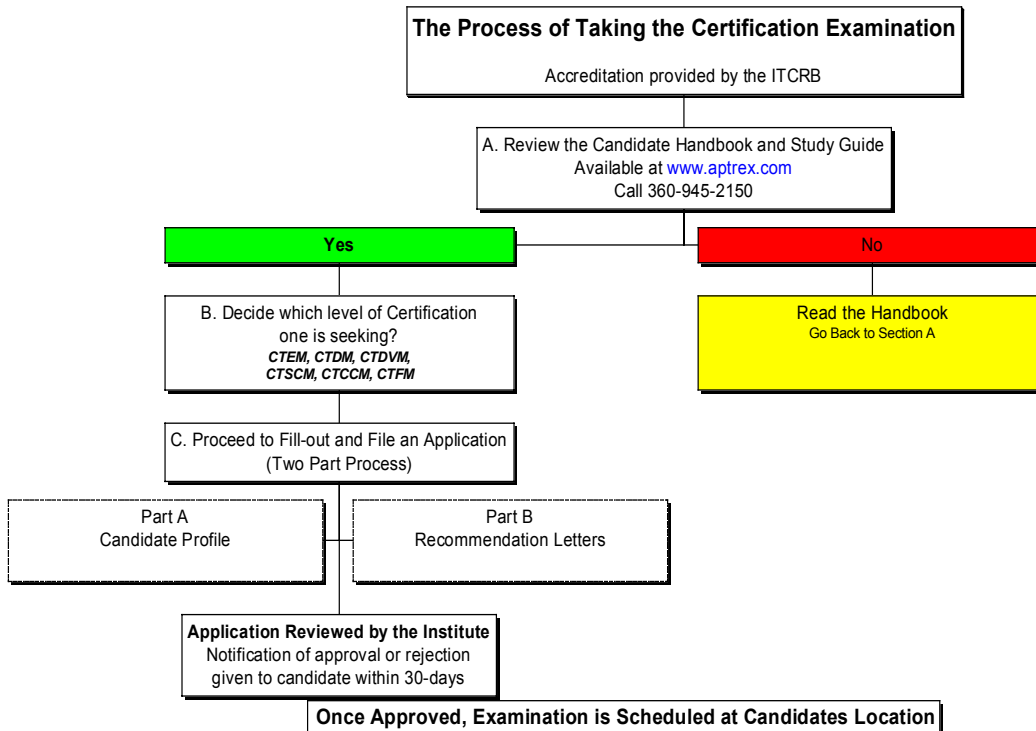 The Process of Taking the Certification Examination
Accreditation provided by the ITCRB
A. Review the Candidate Handbook and Study Guide
Available at www.aptrex.com
Call 360-945-2150
Yes
No
B. Decide which level of Certification
one is seeking?
CTEM, CTDM, CTDVM,
CTSCM, CTCCM, CTFM
Read the Handbook
Go Back to Section A
C. Proceed to Fill-out and File an Application
(Two Part Process)
Part A
Candidate Profile
Part B
Recommendation Letters
Application Reviewed by the Institute
Notification of approval or rejection
given to candidate within 30-days
Once Approved, Examination is Scheduled at Candidates Location